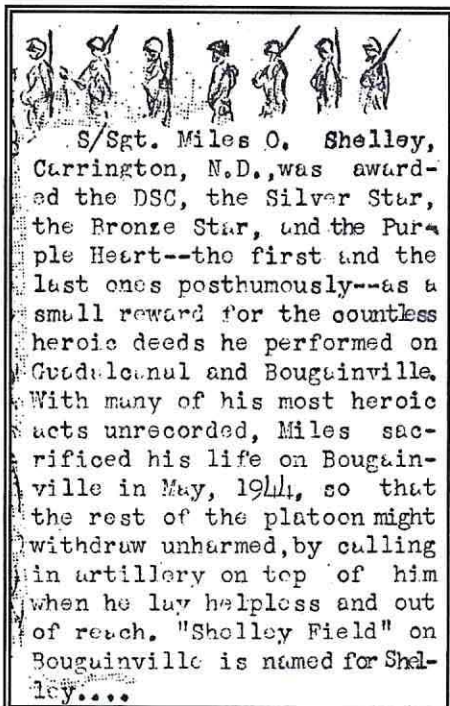 S/Sgt. Miles O. Shelley,
Carrington, N.D.,was award-
ed the DSC, the Silver Star,
the Bronze Star, and the Pur-
ple Heart--the first and the
last ones posthumously--as a
small reward for the countless
heroic deeds he performed on
Guadalcanal and Bougainville.
With many of his most heroic
acts unrecorded, Miles sac-
rificed his life on Bougain-
ville in May, 1944, so that
the rest of the platoon might
withdraw unharmed,by calling
in artillery on top of him
when he lay helpless and out
of reach. "Shelley Field" on
Bougainville is named for Shel-
ley....